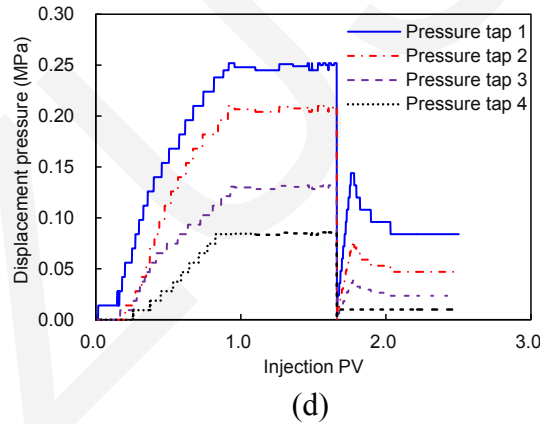 Displacement pressure (MPa)
0.30
0.25
0.20
0.15
0.10
0.05
0.00
Pressure tap 1
Pressure tap 2
Pressure tap 3
Pressure tap 4
0.0 1.0 2.0 3.0
Injection PV
(d)